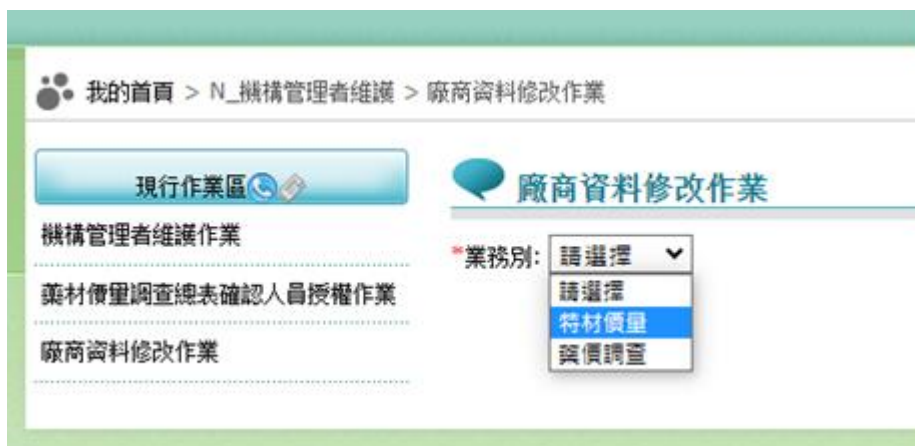 我的首頁 > N_機構管理者維護 > 廠商資料修改作業
現行作業區
機構管理者維護作業
藥材價量調查總表確認人員授權作業
廠商資料修改作業
廠商資料修改作業
*業務別: 請選擇
請選擇
特材價量
藥價調查